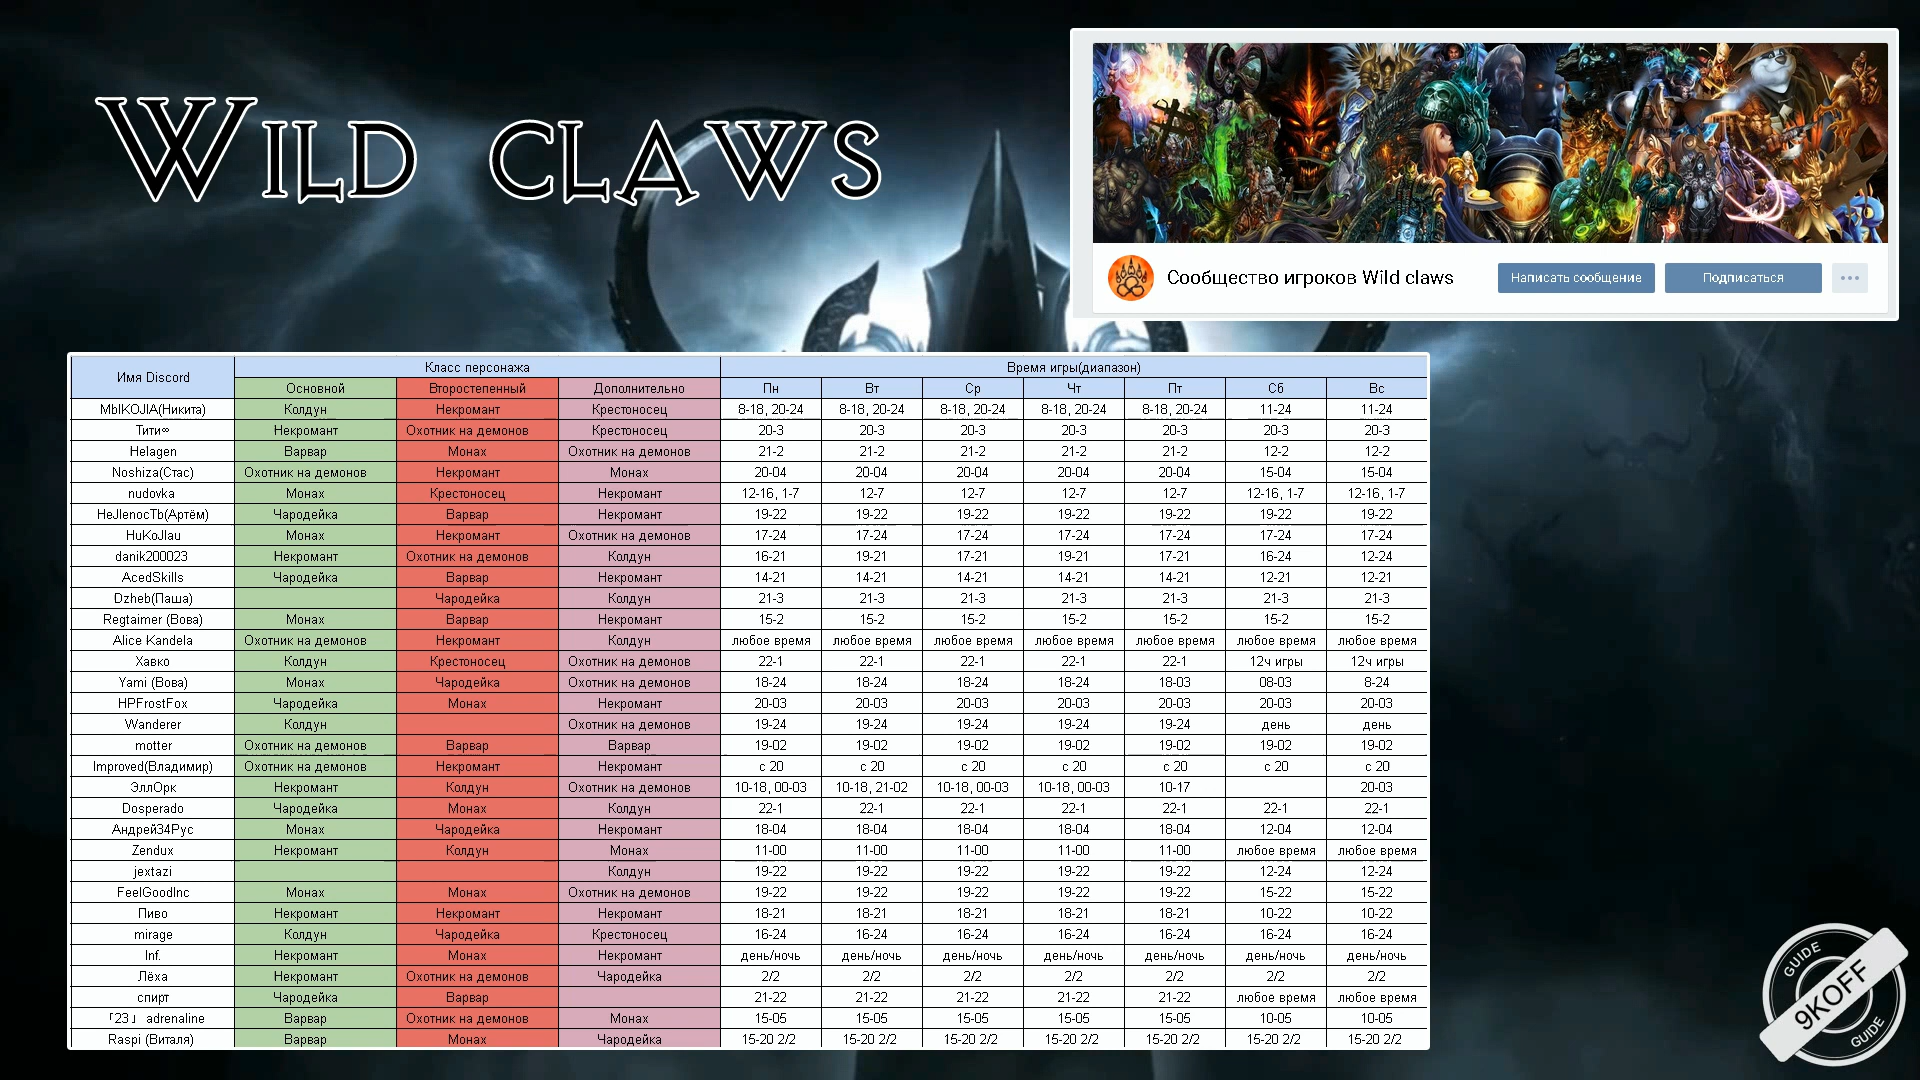 Wild claws
Сообщество игроков Wild claws
Написать сообщение Подписаться
Имя Discord Класс персонажа Время игры(диапазон)
Основной Второстепенный Дополнительно Пн Вт Ср Чт Пт Сб Вс
MblKOJIA(Никита) Колдун Некромант Крестоносец 8-18, 20-24 8-18, 20-24 8-18, 20-24 8-18, 20-24 8-18, 20-24 11-24 11-24
Тити∞ Некромант Охотник на демонов Крестоносец 20-3 20-3 20-3 20-3 20-3 20-3 20-3
Helagen Варвар Монах Охотник на демонов 21-2 21-2 21-2 21-2 21-2 12-2 12-2
Noshiza(Стас) Охотник на демонов Некромант Монах 20-04 20-04 20-04 20-04 20-04 15-04 15-04
nudovka Монах Крестоносец Некромант 12-16, 1-7 12-7 12-7 12-7 12-7 12-16, 1-7 12-16, 1-7
HeJlenocTb(Артём) Чародейка Варвар Некромант 19-22 19-22 19-22 19-22 19-22 19-22 19-22
HuKoJlau Монах Некромант Охотник на демонов 17-24 17-24 17-24 17-24 17-24 17-24 17-24
danik200023 Некромант Охотник на демонов Колдун 16-21 19-21 17-21 19-21 17-21 16-24 12-24
AcedSkills Чародейка Варвар Некромант 14-21 14-21 14-21 14-21 14-21 12-21 12-21
Dzheb(Паша) Чародейка Колдун 21-3 21-3 21-3 21-3 21-3 21-3 21-3
Regtaimer (Вова) Монах Варвар Некромант 15-2 15-2 15-2 15-2 15-2 15-2 15-2
Alice Kandela Охотник на демонов Некромант Колдун любое время любое время любое время любое время любое время любое время любое время
Хавко Колдун Крестоносец Охотник на демонов 22-1 22-1 22-1 22-1 22-1 12ч игры 12ч игры
Yami (Вова) Монах Чародейка Охотник на демонов 18-24 18-24 18-24 18-24 18-03 08-03 8-24
HPFrostFox Чародейка Монах Некромант 20-03 20-03 20-03 20-03 20-03 20-03 20-03
Wanderer Колдун Охотник на демонов 19-24 19-24 19-24 19-24 19-24 день день
motter Охотник на демонов Варвар Варвар 19-02 19-02 19-02 19-02 19-02 19-02 19-02
Improved(Владимир) Охотник на демонов Некромант Некромант с 20 с 20 с 20 с 20 с 20 с 20 с 20
ЭллОрк Некромант Колдун Охотник на демонов 10-18, 00-03 10-18, 21-02 10-18, 00-03 10-18, 00-03 10-17 20-03
Dosperado Чародейка Монах Колдун 22-1 22-1 22-1 22-1 22-1 22-1 22-1
Андрей34Рус Монах Чародейка Некромант 18-04 18-04 18-04 18-04 18-04 12-04 12-04
Zendux Некромант Колдун Монах 11-00 11-00 11-00 11-00 11-00 любое время любое время
jextazi Колдун 19-22 19-22 19-22 19-22 19-22 12-24 12-24
FeelGoodInc Монах Монах Охотник на демонов 19-22 19-22 19-22 19-22 19-22 15-22 15-22
Пиво Некромант Некромант Некромант 18-21 18-21 18-21 18-21 18-21 10-22 10-22
mirage Колдун Чародейка Крестоносец 16-24 16-24 16-24 16-24 16-24 16-24 16-24
Inf. Некромант Монах Некромант день/ночь день/ночь день/ночь день/ночь день/ночь день/ночь день/ночь
Лёха Некромант Охотник на демонов Чародейка 2/2 2/2 2/2 2/2 2/2 2/2 2/2
спирт Чародейка Варвар 21-22 21-22 21-22 21-22 21-22 любое время любое время
「23」 adrenaline Варвар Охотник на демонов Монах 15-05 15-05 15-05 15-05 15-05 10-05 10-05
Raspi (Виталя) Варвар Монах Чародейка 15-20 2/2 15-20 2/2 15-20 2/2 15-20 2/2 15-20 2/2 15-20 2/2 15-20 2/2
GUIDE
9KOFF
GUIDE